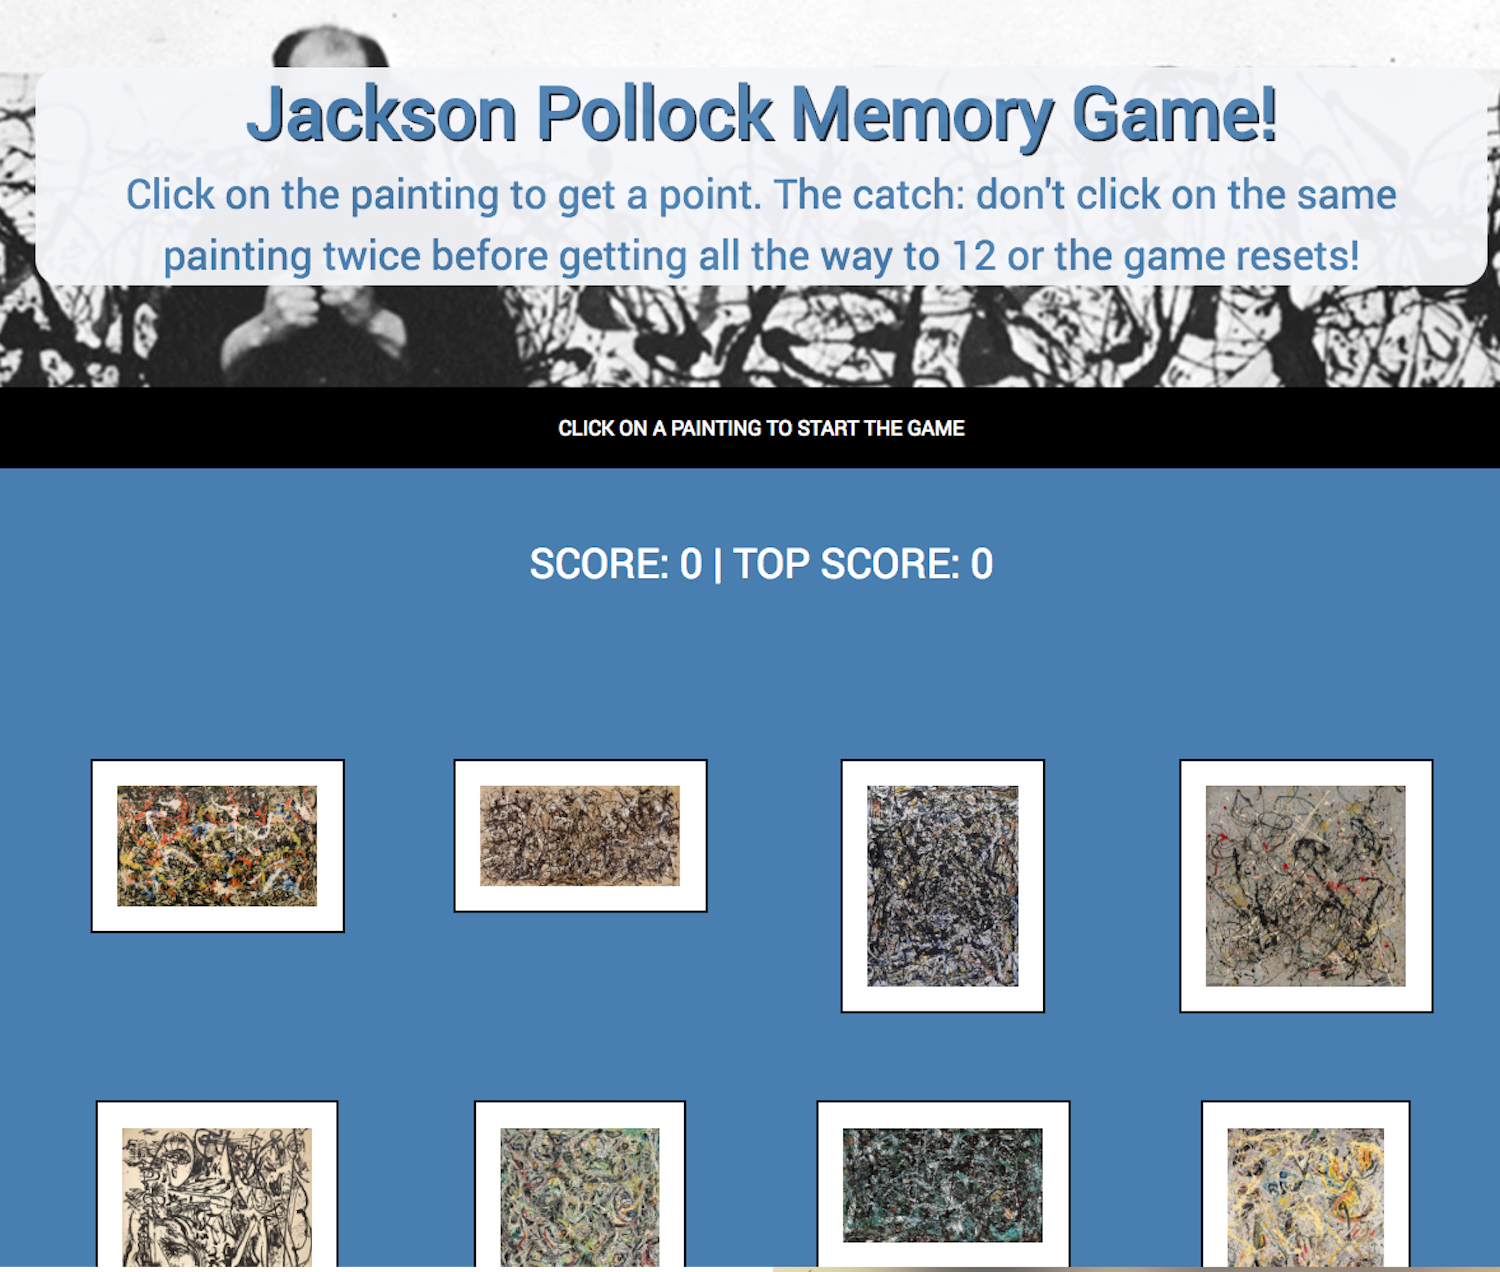 Jackson Pollock Memory Game!
Click on the painting to get a point. The catch: don't click on the same
painting twice before getting all the way to 12 or the game resets!
CLICK ON A PAINTING TO START THE GAME
SCORE: 0 | TOP SCORE: 0